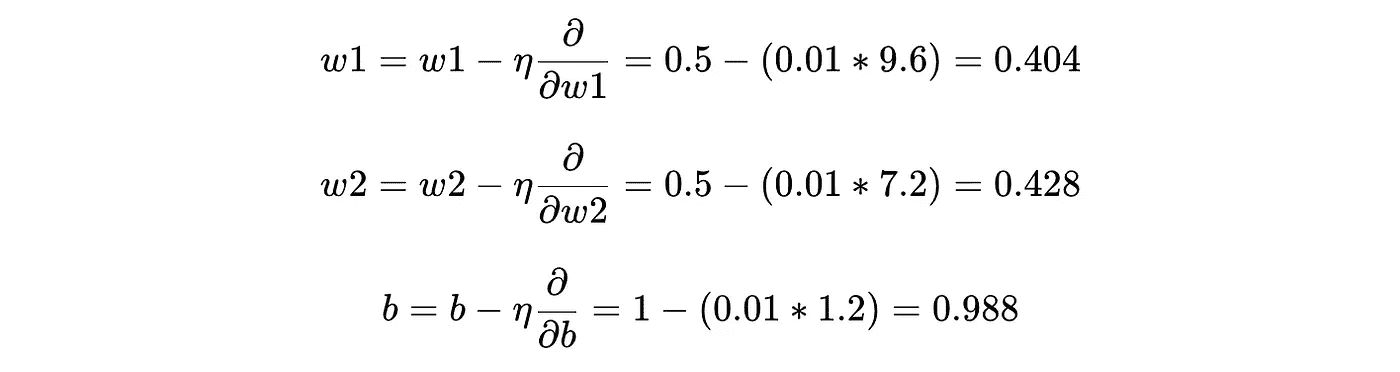 w1 = w1 − η ∂/∂w1 = 0.5 − (0.01 ∗ 9.6) = 0.404
w2 = w2 − η ∂/∂w2 = 0.5 − (0.01 ∗ 7.2) = 0.428
b = b − η ∂/∂b = 1 − (0.01 ∗ 1.2) = 0.988